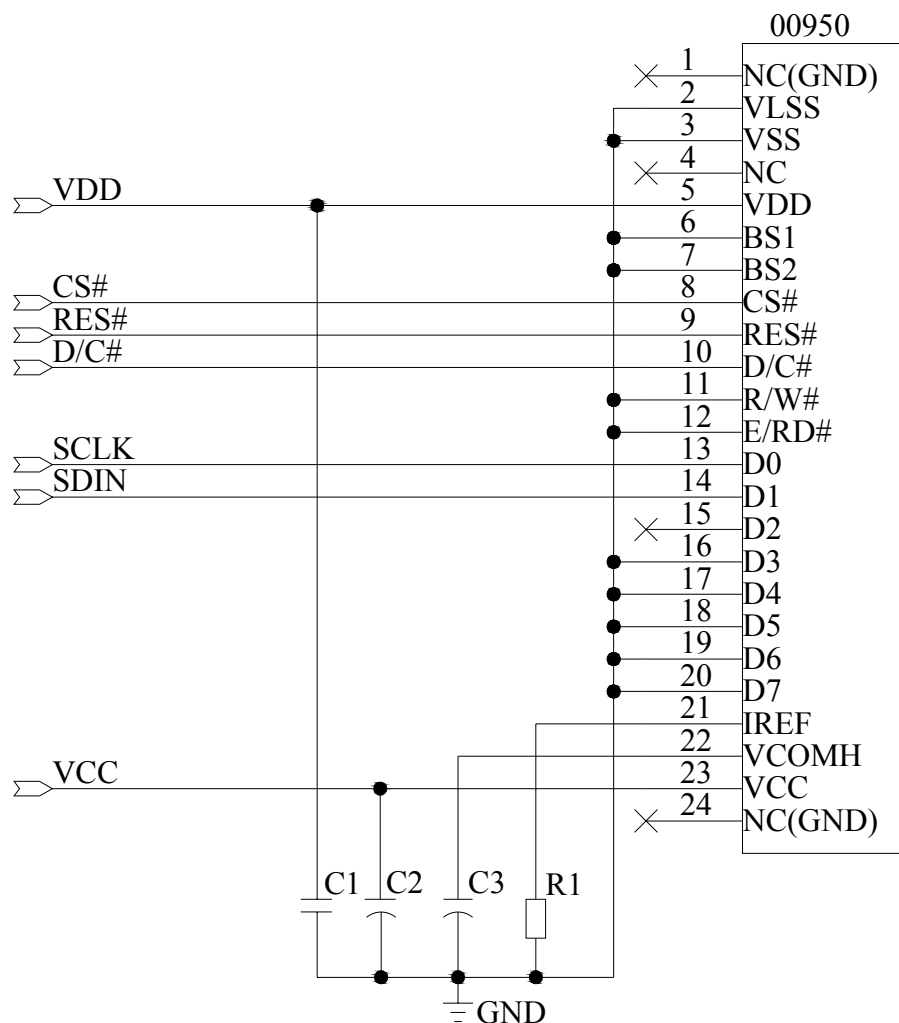 00950
1 NC(GND)
2 VLSS
3 VSS
4 NC
VDD 5 VDD
6 BS1
7 BS2
CS# 8 CS#
RES# 9 RES#
D/C# 10 D/C#
11 R/W#
12 E/RD#
SCLK 13 D0
SDIN 14 D1
15 D2
16 D3
17 D4
18 D5
19 D6
20 D7
21 IREF
22 VCOMH
VCC 23 VCC
24 NC(GND)
C1 C2 C3 R1
GND